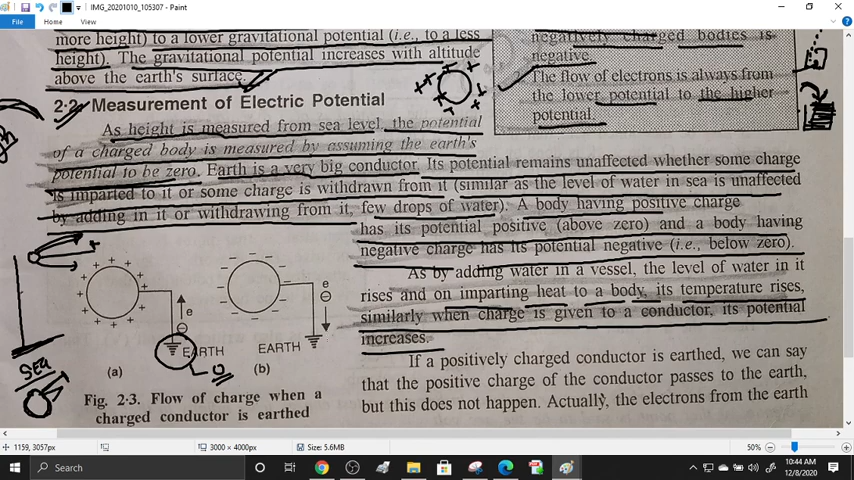 IMG_20201010_105307 - Paint
File
Home
View
more height) to a lower gravitational potential (i.e., to a less
height). The gravitational potential increases with altitude
above the earth's surface.
negatively charged bodies is
negative.
The flow of electrons is always from
the lower potential to the higher
potential.
2·2. Measurement of Electric Potential
As height is measured from sea level, the potential
of a charged body is measured by assuming the earth's
potential to be zero. Earth is a very big conductor. Its potential remains unaffected whether some charge
is imparted to it or some charge is withdrawn from it (similar as the level of water in sea is unaffected
by adding in it or withdrawing from it, few drops of water). A body having positive charge
has its potential positive (above zero) and a body having
negative charge has its potential negative (i.e., below zero).
As by adding water in a vessel, the level of water in it
rises and on imparting heat to a body, its temperature rises,
similarly when charge is given to a conductor, its potential
increases.
If a positively charged conductor is earthed, we can say
that the positive charge of the conductor passes to the earth,
but this does not happen. Actually, the electrons from the earth
e
e
EARTH
EARTH
0
(a)
(b)
SEA
Fig. 2·3. Flow of charge when a
charged conductor is earthed
1159, 3057px
3000 × 4000px
Size: 5.6MB
50%
Search
10:44 AM
12/8/2020